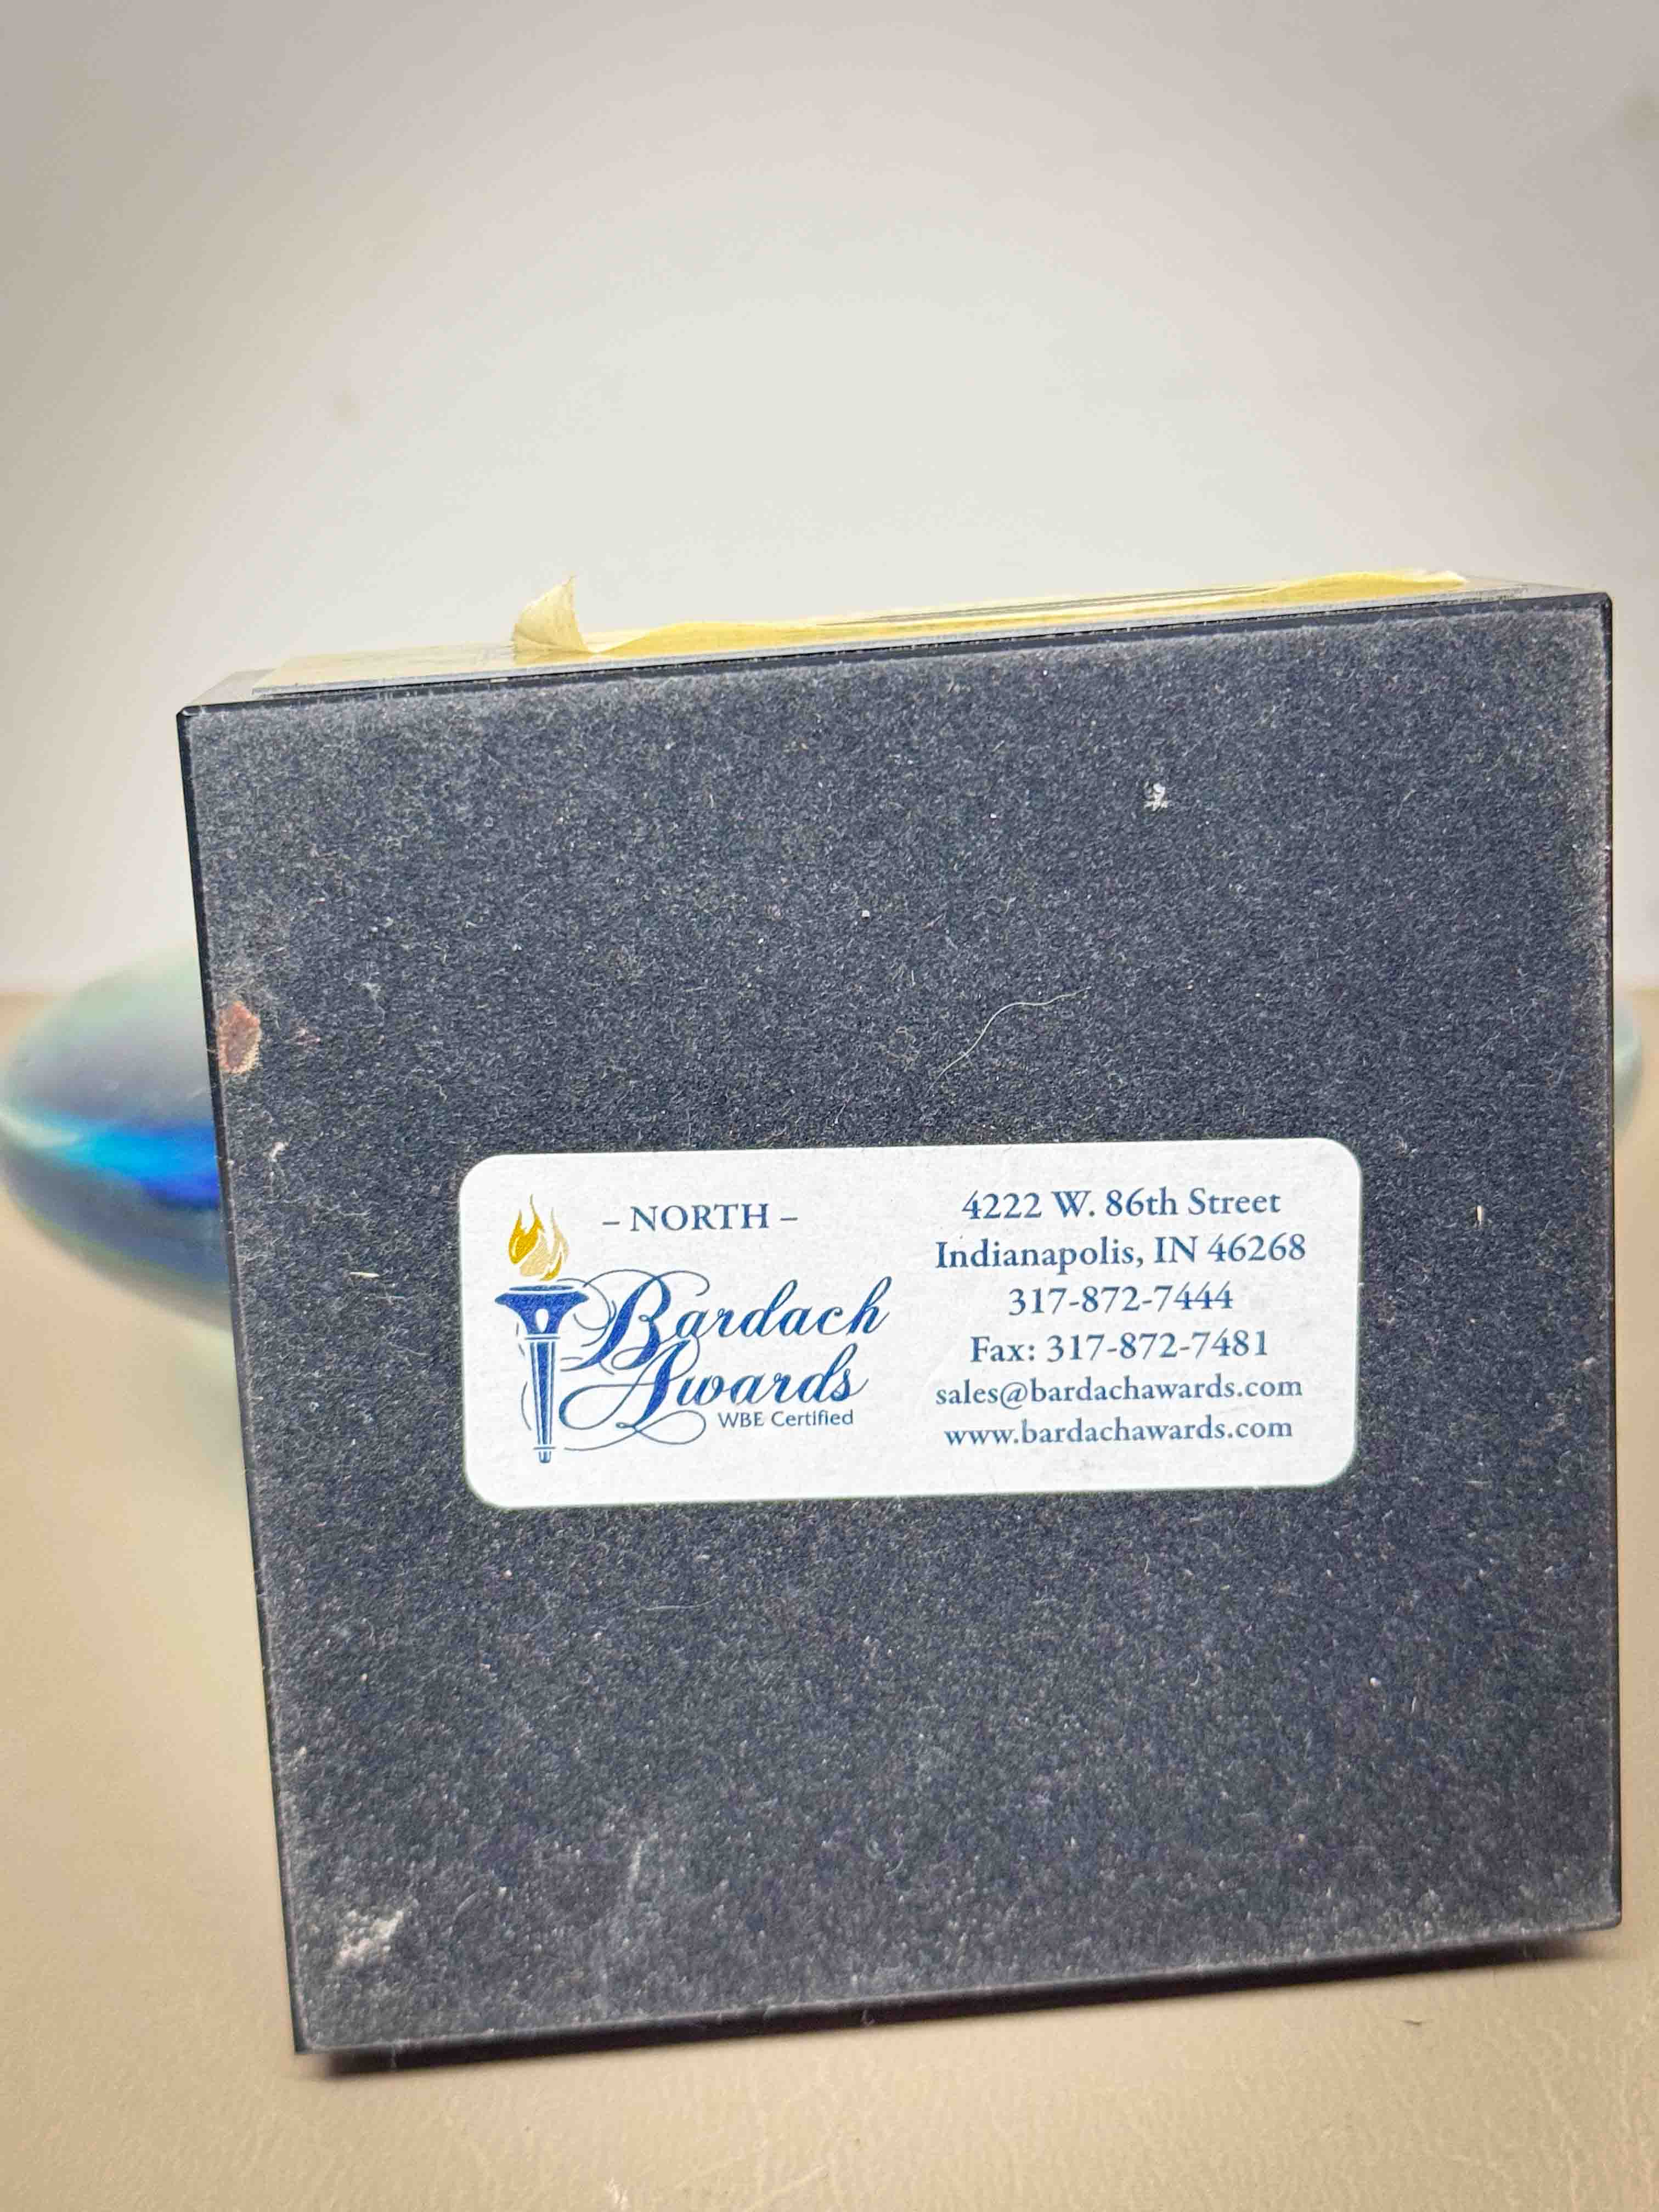 – NORTH –
Bardach
Awards
WBE Certified
4222 W. 86th Street
Indianapolis, IN 46268
317-872-7444
Fax: 317-872-7481
sales@bardachawards.com
www.bardachawards.com